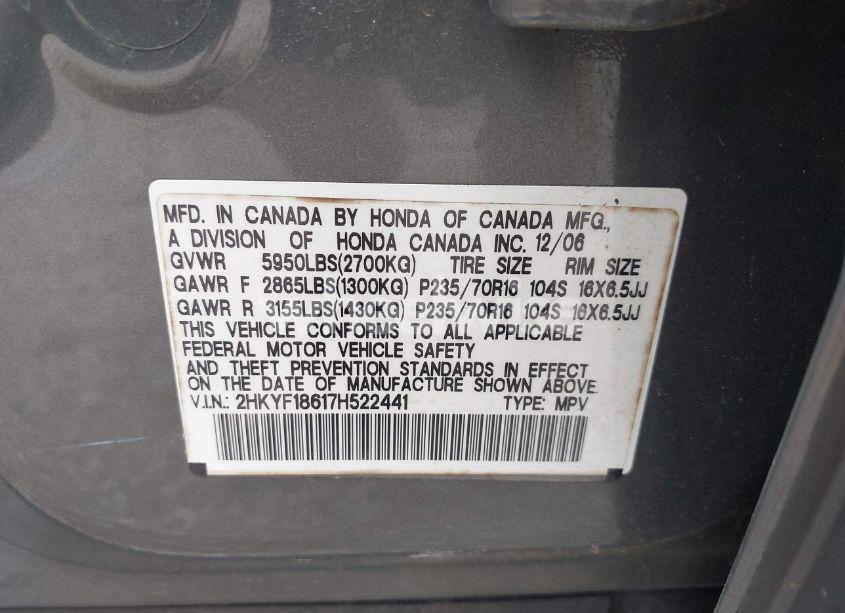 MFD. IN CANADA BY HONDA OF CANADA MFG.,
A DIVISION OF HONDA CANADA INC. 12/06
GVWR 5950LBS(2700KG) TIRE SIZE RIM SIZE
GAWR F 2865LBS(1300KG) P235/70R16 104S 16X6.5JJ
GAWR R 3155LBS(1430KG) P235/70R16 104S 16X6.5JJ
THIS VEHICLE CONFORMS TO ALL APPLICABLE
FEDERAL MOTOR VEHICLE SAFETY
AND THEFT PREVENTION STANDARDS IN EFFECT
ON THE DATE OF MANUFACTURE SHOWN ABOVE.
V.I.N.: 2HKYF18617H522441 TYPE: MPV